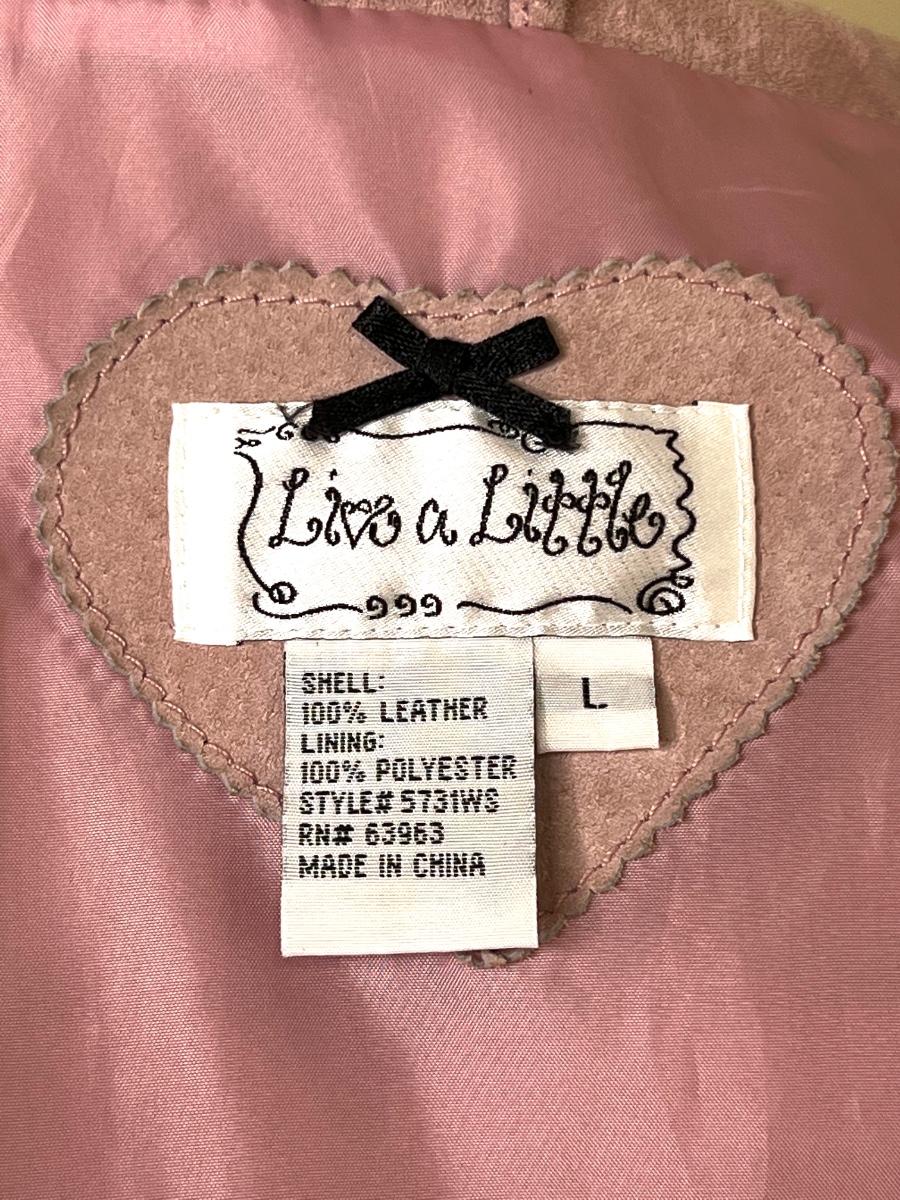 Live a Little
SHELL:
100% LEATHER
LINING:
100% POLYESTER
STYLE# 5731WS
RN# 63963
MADE IN CHINA
L